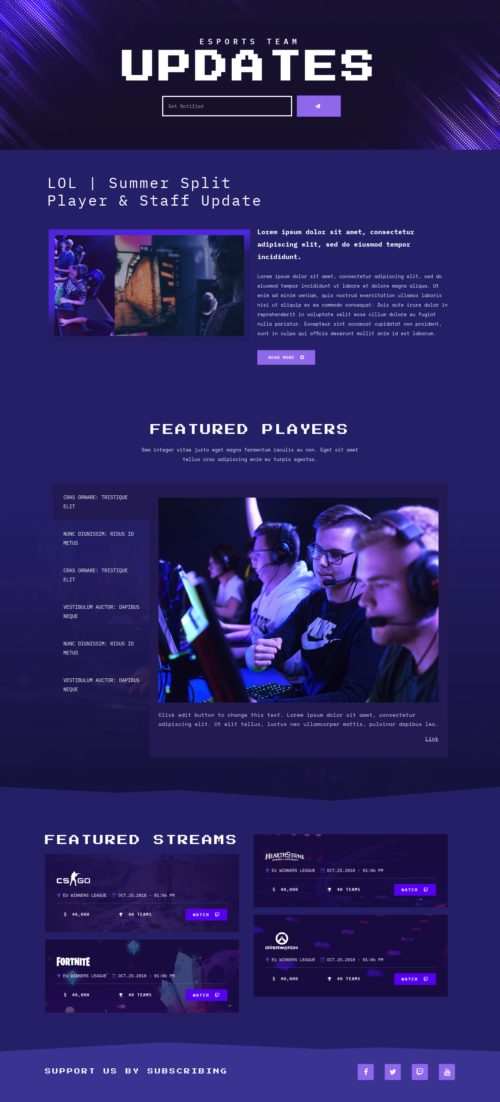 ESPORTS TEAM
UPDATES
Get Notified
LOL | Summer Split
Player & Staff Update
Lorem ipsum dolor sit amet, consectetur
adipiscing elit, sed do eiusmod tempor
incididunt.
Lorem ipsum dolor sit amet, consectetur adipiscing elit, sed do
eiusmod tempor incididunt ut labore et dolore magna aliqua. Ut
enim ad minim veniam, quis nostrud exercitation ullamco laboris
nisi ut aliquip ex ea commodo consequat. Duis aute irure dolor in
reprehenderit in voluptate velit esse cillum dolore eu fugiat
nulla pariatur. Excepteur sint occaecat cupidatat non proident,
sunt in culpa qui officia deserunt mollit anim id est laborum.
READ MORE
FEATURED PLAYERS
Sem integer vitae justo eget magna fermentum iaculis eu non. Eget sit amet
tellus cras adipiscing enim eu turpis egestas.
CRAS ORNARE: TRISTIQUE
ELIT
NUNC DIGNISSIM: RISUS ID
METUS
CRAS ORNARE: TRISTIQUE
ELIT
VESTIBULUM AUCTOR: DAPIBUS
NEQUE
NUNC DIGNISSIM: RISUS ID
METUS
VESTIBULUM AUCTOR: DAPIBUS
NEQUE
NIKE
Click edit button to change this text. Lorem ipsum dolor sit amet, consectetur
adipiscing elit. Ut elit tellus, luctus nec ullamcorper mattis, pulvinar dapibus leo.
Link
FEATURED STREAMS
CS GO
EU WINNERS LEAGUE OCT.25.2018 - 01:06 PM
$ 40,000 40 TEAMS WATCH
FORTNITE
EU WINNERS LEAGUE OCT.25.2018 - 01:06 PM
$ 40,000 40 TEAMS WATCH
HEARTHSTONE
EU WINNERS LEAGUE OCT.25.2018 - 01:06 PM
$ 40,000 40 TEAMS WATCH
OVERWATCH
EU WINNERS LEAGUE OCT.25.2018 - 01:06 PM
$ 40,000 40 TEAMS WATCH
SUPPORT US BY SUBSCRIBING